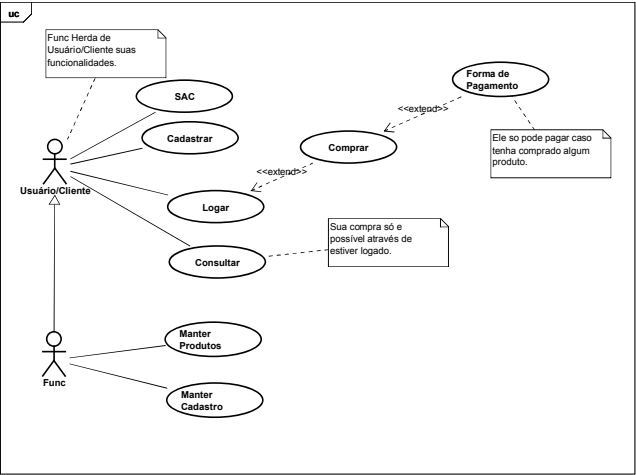 uc
Func Herda de
Usuário/Cliente suas
funcionalidades.
SAC
Cadastrar
Usuário/Cliente
Logar
Consultar
Comprar
<<extend>>
<<extend>>
Forma de
Pagamento
Ele so pode pagar caso
tenha comprado algum
produto.
Sua compra só e
possível através de
estiver logado.
Func
Manter
Produtos
Manter
Cadastro